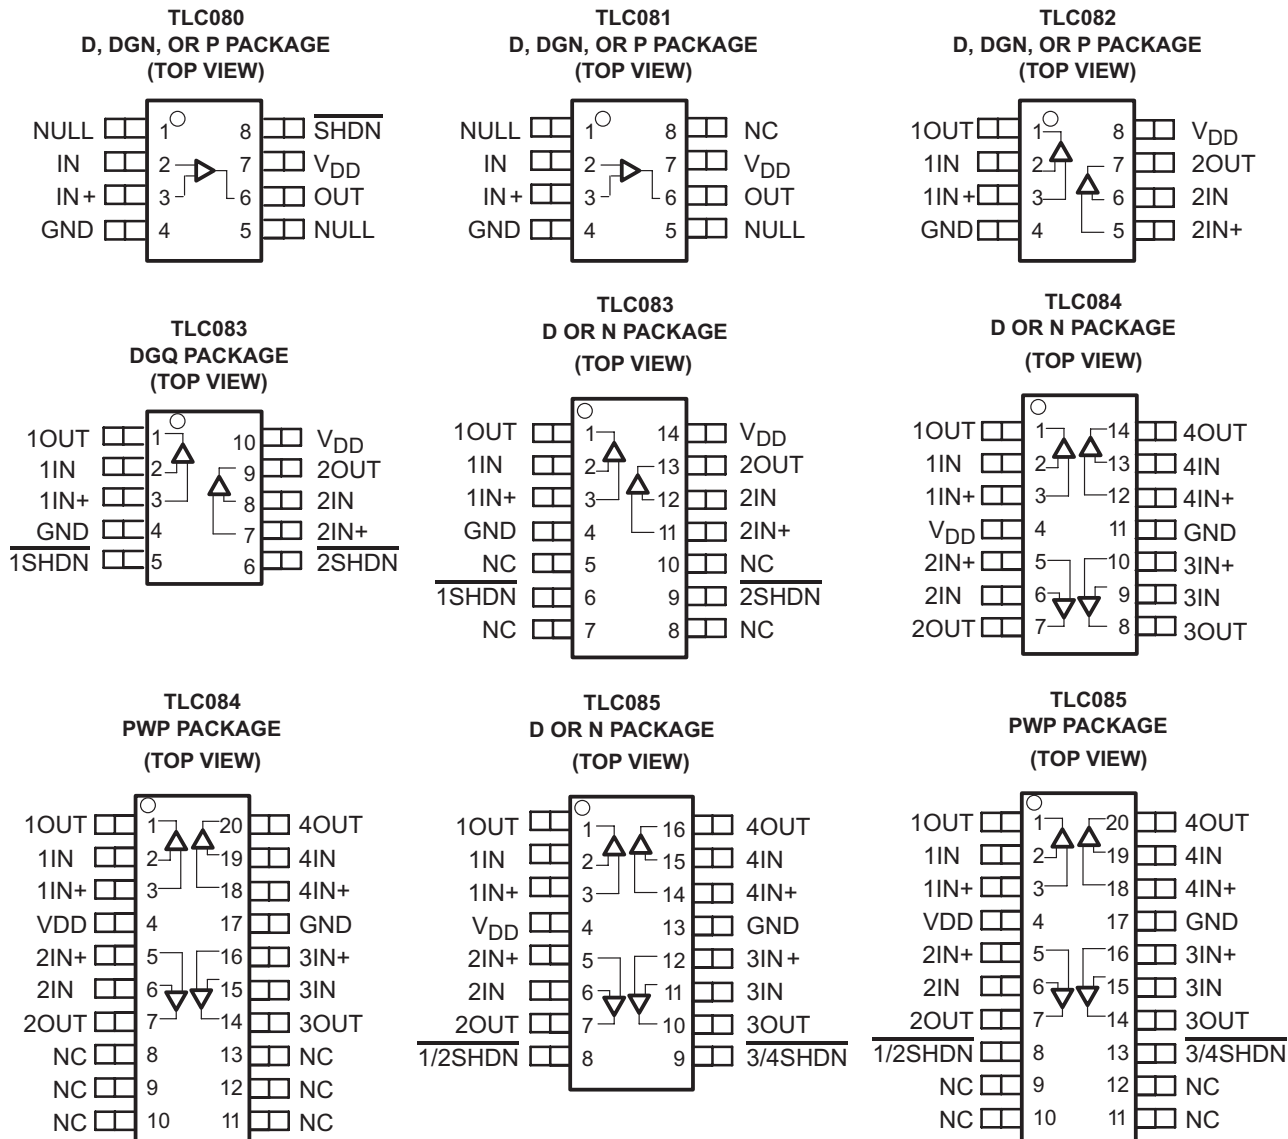 TLC080
D, DGN, OR P PACKAGE
(TOP VIEW)
NULL 1 8 SHDN
IN 2 7 VDD
IN+ 3 6 OUT
GND 4 5 NULL
TLC081
D, DGN, OR P PACKAGE
(TOP VIEW)
NULL 1 8 NC
IN 2 7 VDD
IN+ 3 6 OUT
GND 4 5 NULL
TLC082
D, DGN, OR P PACKAGE
(TOP VIEW)
1OUT 1 8 VDD
1IN 2 7 2OUT
1IN+ 3 6 2IN
GND 4 5 2IN+
TLC083
DGQ PACKAGE
(TOP VIEW)
1OUT 1 10 VDD
1IN 2 9 2OUT
1IN+ 3 8 2IN
GND 4 7 2IN+
1SHDN 5 6 2SHDN
TLC083
D OR N PACKAGE
(TOP VIEW)
1OUT 1 14 VDD
1IN 2 13 2OUT
1IN+ 3 12 2IN
GND 4 11 2IN+
NC 5 10 NC
1SHDN 6 9 2SHDN
NC 7 8 NC
TLC084
D OR N PACKAGE
(TOP VIEW)
1OUT 1 14 4OUT
1IN 2 13 4IN
1IN+ 3 12 4IN+
VDD 4 11 GND
2IN+ 5 10 3IN+
2IN 6 9 3IN
2OUT 7 8 3OUT
TLC084
PWP PACKAGE
(TOP VIEW)
1OUT 1 20 4OUT
1IN 2 19 4IN
1IN+ 3 18 4IN+
VDD 4 17 GND
2IN+ 5 16 3IN+
2IN 6 15 3IN
2OUT 7 14 3OUT
NC 8 13 NC
NC 9 12 NC
NC 10 11 NC
TLC085
D OR N PACKAGE
(TOP VIEW)
1OUT 1 16 4OUT
1IN 2 15 4IN
1IN+ 3 14 4IN+
VDD 4 13 GND
2IN+ 5 12 3IN+
2IN 6 11 3IN
2OUT 7 10 3OUT
1/2SHDN 8 9 3/4SHDN
TLC085
PWP PACKAGE
(TOP VIEW)
1OUT 1 20 4OUT
1IN 2 19 4IN
1IN+ 3 18 4IN+
VDD 4 17 GND
2IN+ 5 16 3IN+
2IN 6 15 3IN
2OUT 7 14 3OUT
1/2SHDN 8 13 3/4SHDN
NC 9 12 NC
NC 10 11 NC